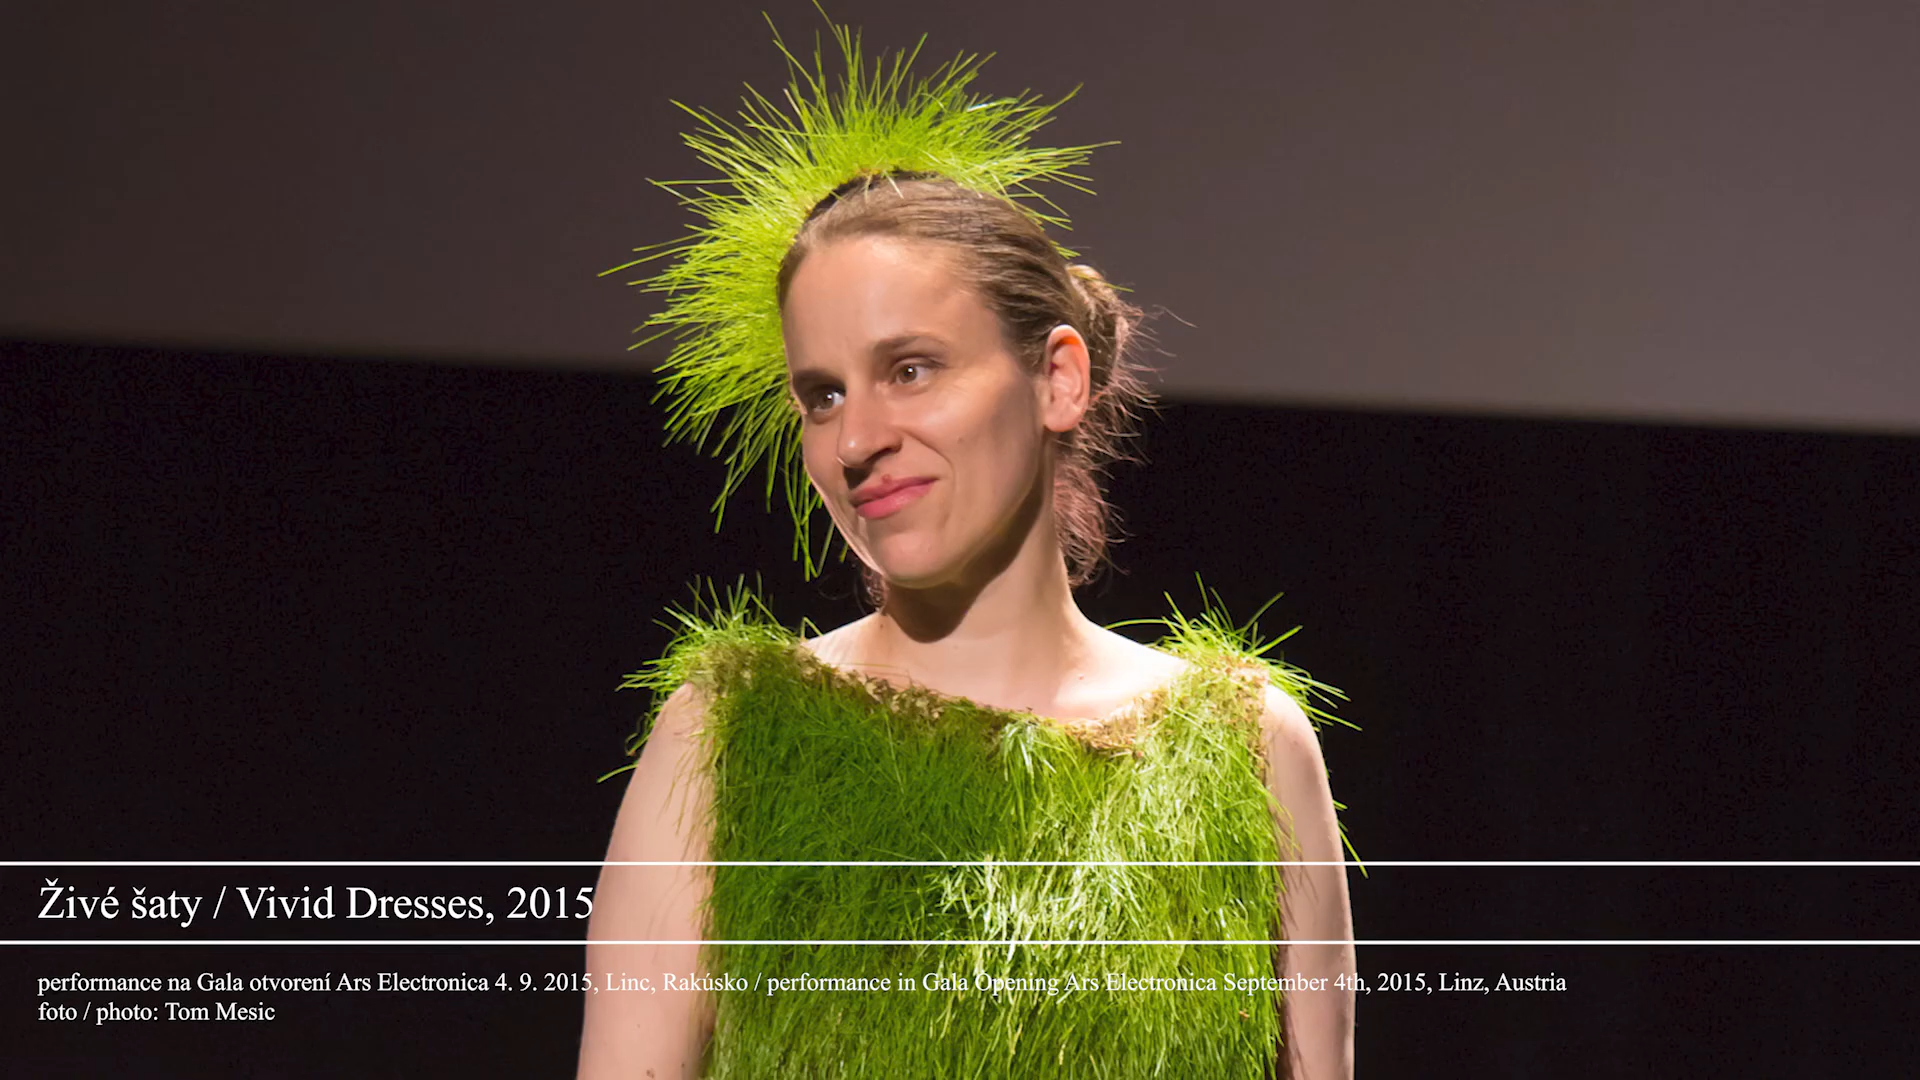 Živé šaty / Vivid Dresses, 2015
performance na Gala otvorení Ars Electronica 4. 9. 2015, Linc, Rakúsko / performance in Gala Opening Ars Electronica September 4th, 2015, Linz, Austria
foto / photo: Tom Mesic